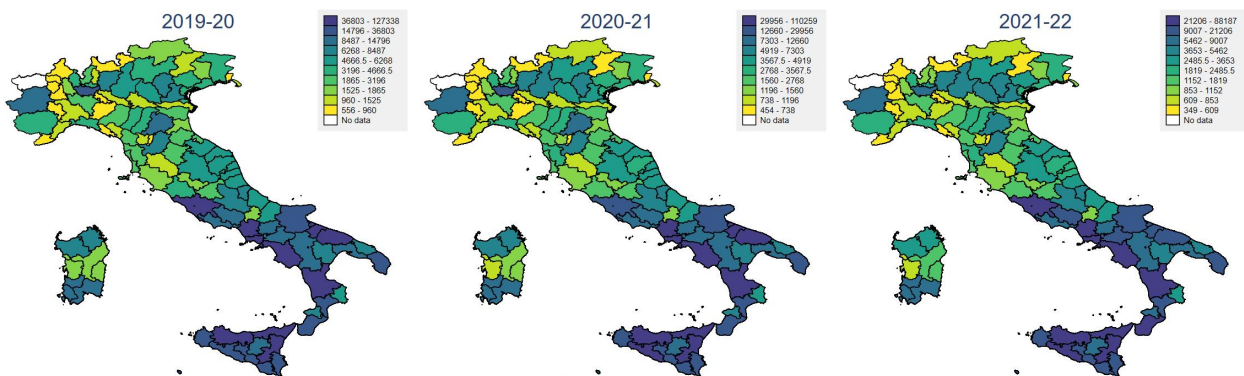 2019-20
36803 - 127338
14796 - 36803
8487 - 14796
6268 - 8487
4666.5 - 6268
3196 - 4666.5
1865 - 3196
1525 - 1865
960 - 1525
556 - 960
No data
2020-21
29956 - 110259
12660 - 29956
7303 - 12660
4919 - 7303
3567.5 - 4919
2768 - 3567.5
1560 - 2768
1196 - 1560
738 - 1196
454 - 738
No data
2021-22
21206 - 88187
9007 - 21206
5462 - 9007
3653 - 5462
2485.5 - 3653
1819 - 2485.5
1152 - 1819
853 - 1152
609 - 853
349 - 609
No data